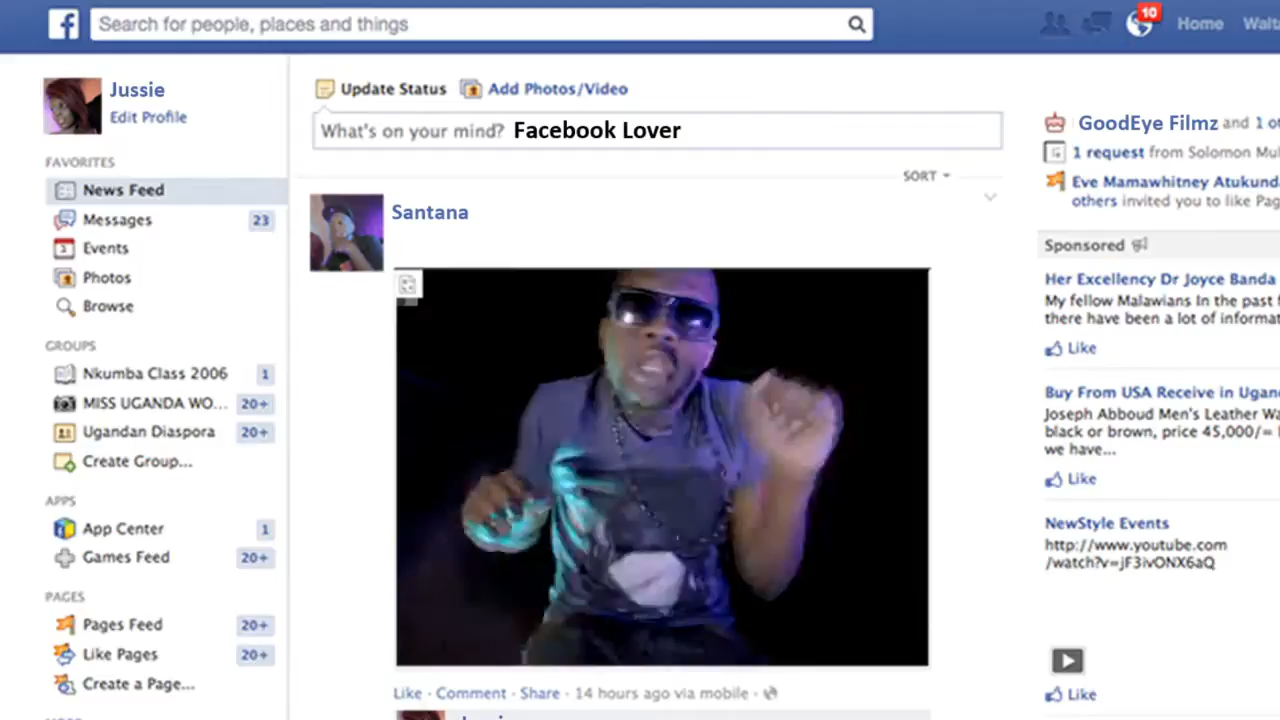 f
Search for people, places and things
10
Home
Jussie
Edit Profile
FAVORITES
News Feed
Messages 23
Events
Photos
Browse
GROUPS
Nkumba Class 2006 1
MISS UGANDA WO... 20+
Ugandan Diaspora 20+
Create Group...
APPS
App Center 1
Games Feed 20+
PAGES
Pages Feed 20+
Like Pages 20+
Create a Page...
Update Status Add Photos/Video
What's on your mind? Facebook Lover
SORT
Santana
Like · Comment · Share · 14 hours ago via mobile ·
GoodEye Filmz and 1
1 request from Solomon
Eve Mamawhitney
others invited you to like
Sponsored
Her Excellency Dr Joyce Banda
My fellow Malawians In the past
there have been a lot of
Like
Buy From USA Receive in
Joseph Abboud Men's Leather
black or brown, price 45,000/=
we have...
Like
NewStyle Events
http://www.youtube.com
/watch?v=jF3ivONX6aQ
Like